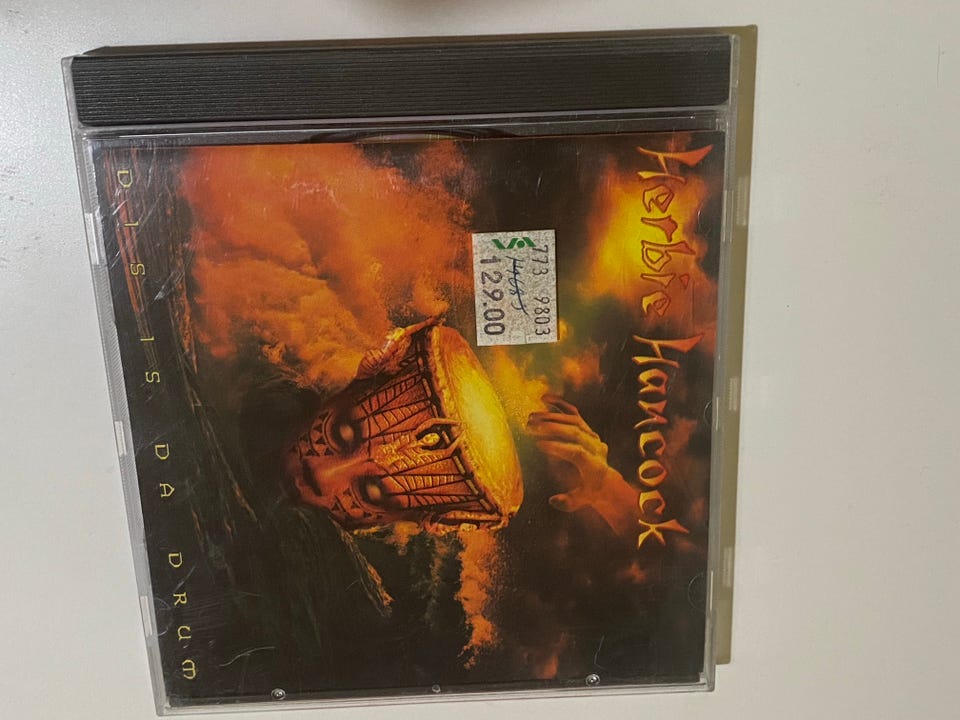 Herbie Hancock
773 9803
129.00
DIS IS DA DRUM